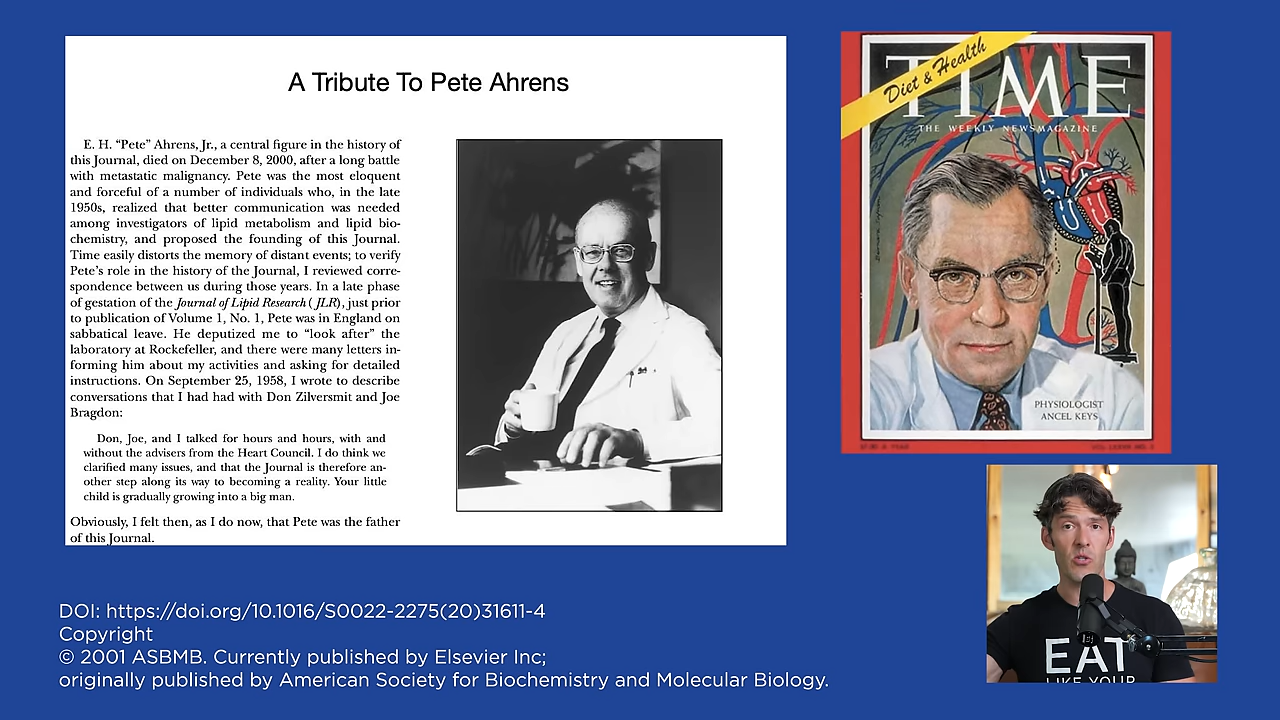 A Tribute To Pete Ahrens
E. H. “Pete” Ahrens, Jr., a central figure in the history of
this Journal, died on December 8, 2000, after a long battle
with metastatic malignancy. Pete was the most eloquent
and forceful of a number of individuals who, in the late
1950s, realized that better communication was needed
among investigators of lipid metabolism and lipid bio-
chemistry, and proposed the founding of this Journal.
Time easily distorts the memory of distant events; to verify
Pete’s role in the history of the Journal, I reviewed corre-
spondence between us during those years. In a late phase
of gestation of the Journal of Lipid Research (JLR), just prior
to publication of Volume 1, No. 1, Pete was in England on
sabbatical leave. He deputized me to “look after” the
laboratory at Rockefeller, and there were many letters in-
forming him about my activities and asking for detailed
instructions. On September 25, 1958, I wrote to describe
conversations that I had had with Don Zilversmit and Joe
Bragdon:
Don, Joe, and I talked for hours and hours, with and
without the advisers from the Heart Council. I do think we
clarified many issues, and that the Journal is therefore an-
other step along its way to becoming a reality. Your little
child is gradually growing into a big man.
Obviously, I felt then, as I do now, that Pete was the father
of this Journal.
Diet & Health
TIME
THE WEEKLY NEWSMAGAZINE
PHYSIOLOGIST
ANCEL KEYS
EAT
LIKE YOUR
DOI: https://doi.org/10.1016/S0022-2275(20)31611-4
Copyright
© 2001 ASBMB. Currently published by Elsevier Inc;
originally published by American Society for Biochemistry and Molecular Biology.